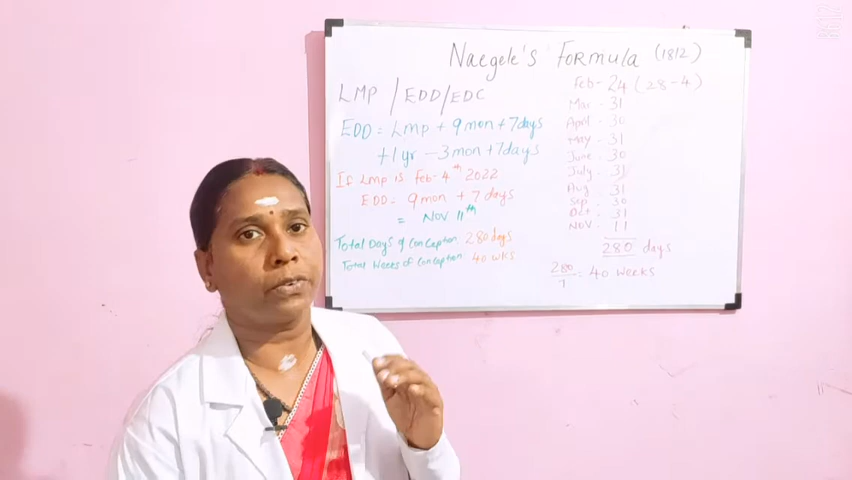 Naegele's Formula (1812)
LMP / EDD/EDC
EDD = Lmp + 9mon + 7days
+1yr - 3mon + 7days
If Lmp is Feb-4th 2022
EDD = 9mon + 7 days
= Nov 11th
Total Days of Conception 280 days
Total Weeks of Conception 40 wks
Feb - 24 (28-4)
Mar - 31
April - 30
May - 31
June - 30
July - 31
Aug - 31
Sep - 30
Oct - 31
Nov - 11
280 days
280/7 = 40 weeks